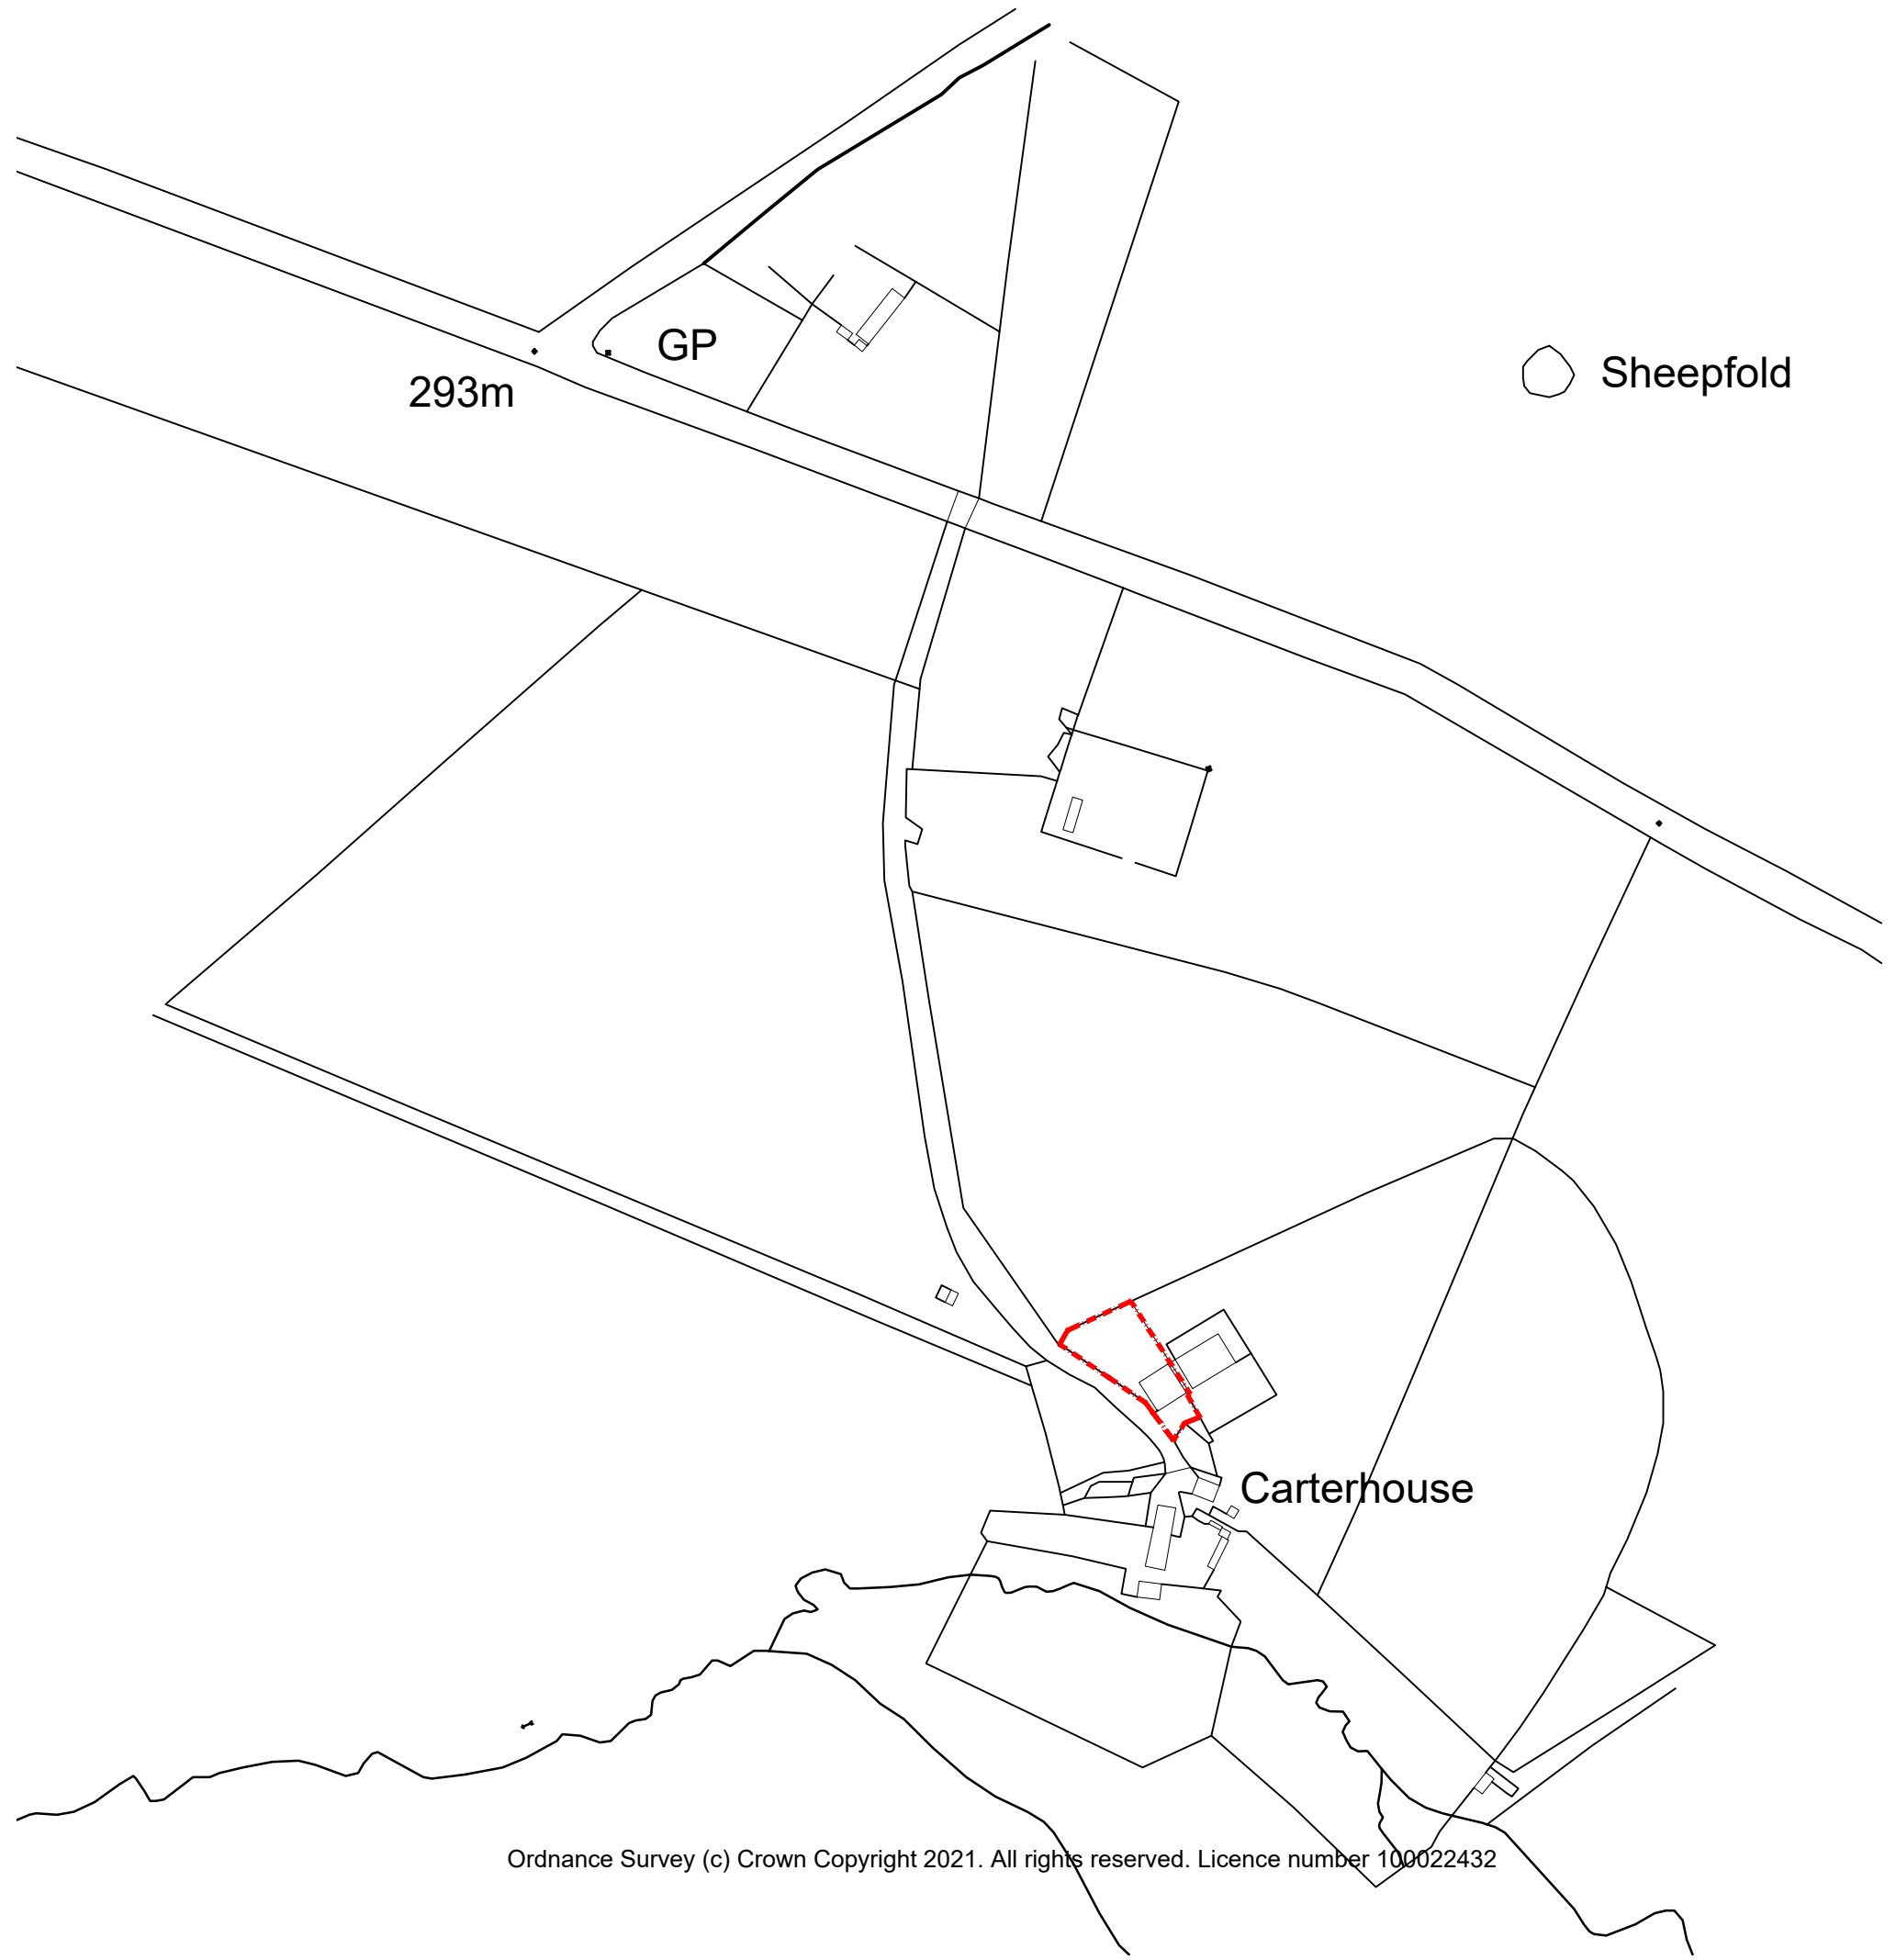 GP
Sheepfold
293m
Carterhouse
Ordnance Survey (c) Crown Copyright 2021. All rights reserved. Licence number 100022432